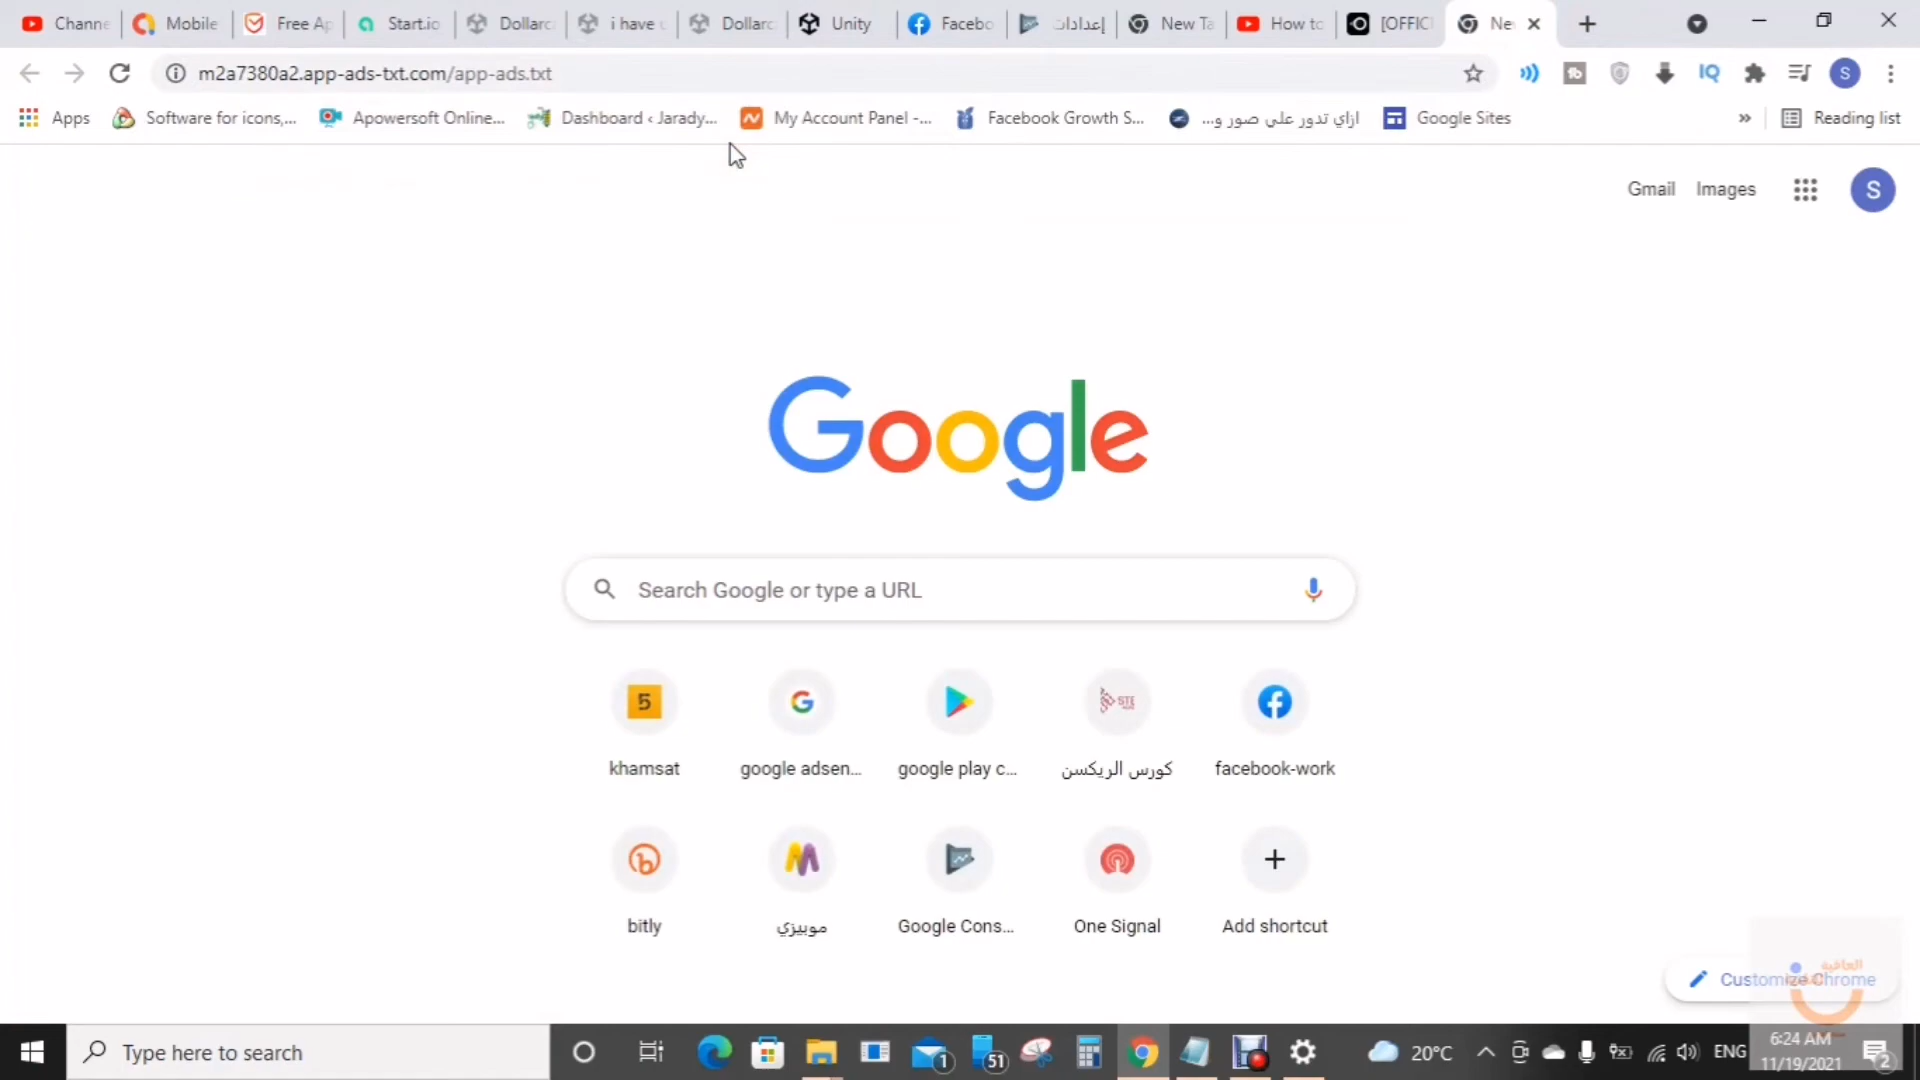 Channe
Mobile
Free Ap
Start.io
Dollarc
i have
Dollarc
Unity
Facebo
إعدادات
New Ta
How to
[OFFIC
Ne
m2a7380a2.app-ads-txt.com/app-ads.txt
S
Apps
Software for icons,...
Apowersoft Online...
Dashboard ‹ Jarady...
My Account Panel -...
Facebook Growth S...
ازاي تدور علي صور و...
Google Sites
Reading list
Gmail
Images
S
Google
Search Google or type a URL
khamsat
google adsen...
google play c...
كورس الريكسن
facebook-work
bitly
موبيزي
Google Cons...
One Signal
Add shortcut
Customize Chrome
Type here to search
1
51
20°C
ENG
6:24 AM
11/19/2021
2